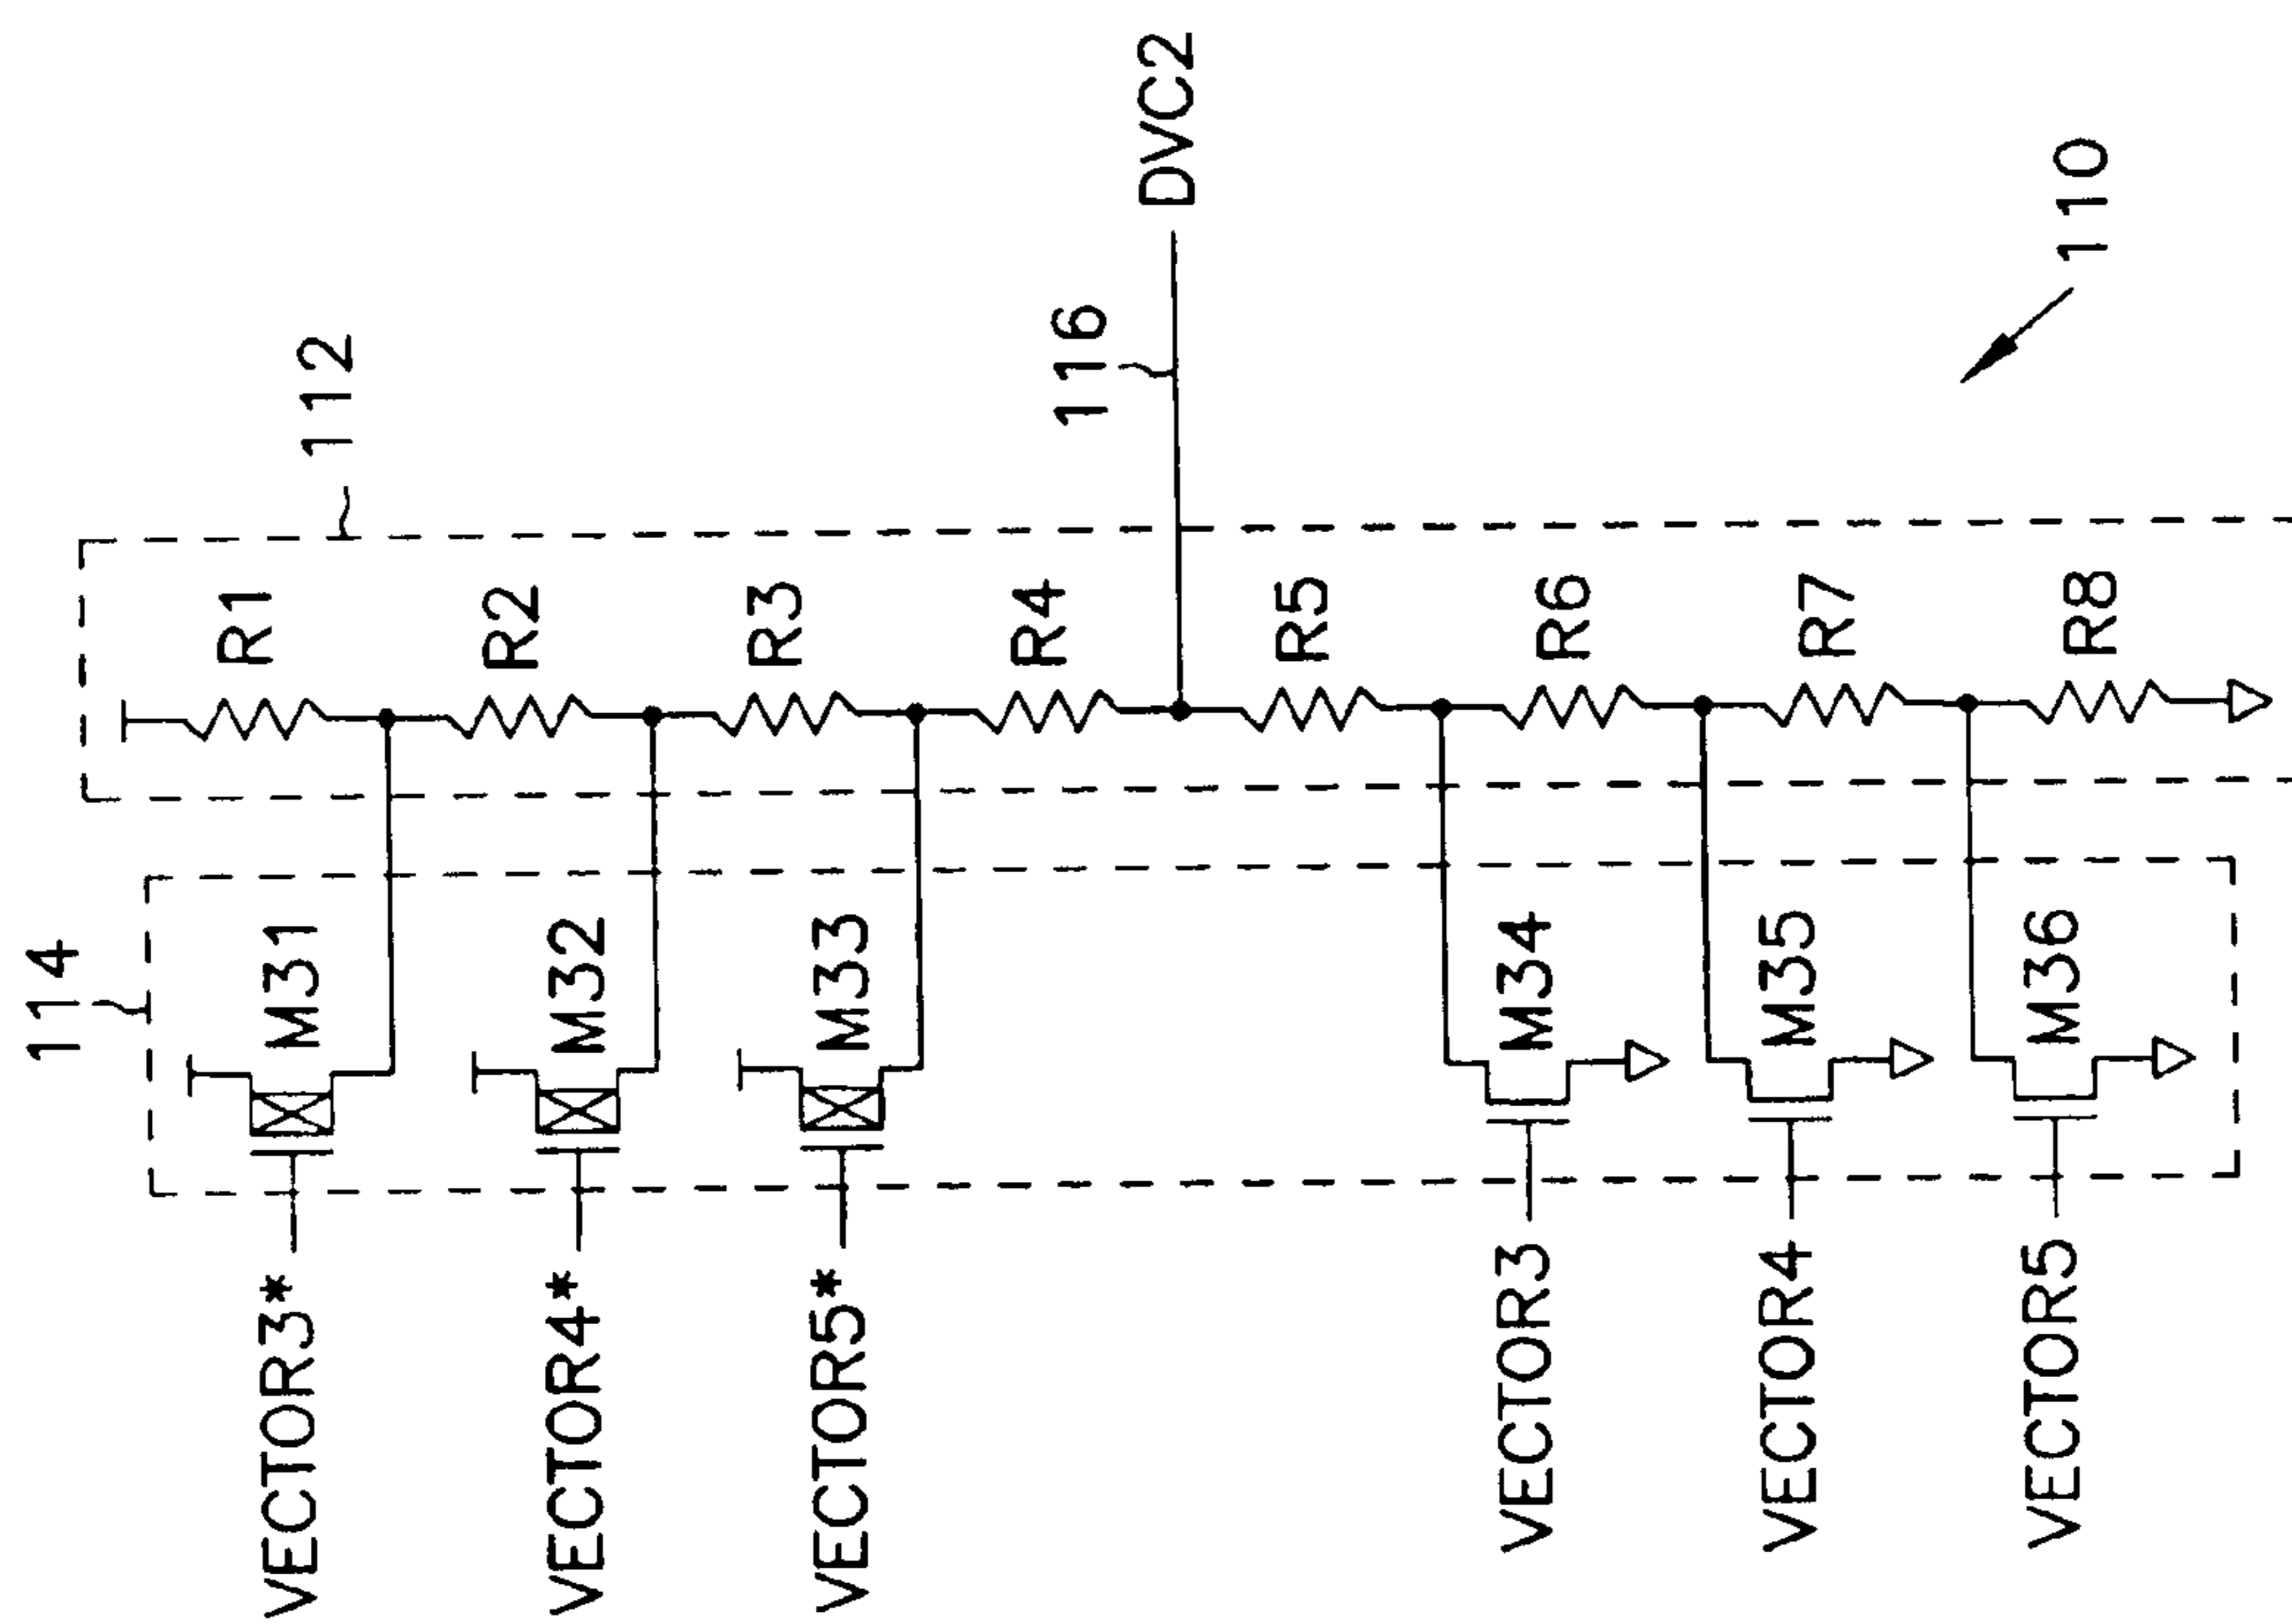 114
112
VECTOR3*
M31
R1
VECTOR4*
M32
R2
VECTOR5*
M33
R3
R4
116
DVC2
R5
VECTOR3
M34
R6
VECTOR4
M35
R7
VECTOR5
M36
R8
110